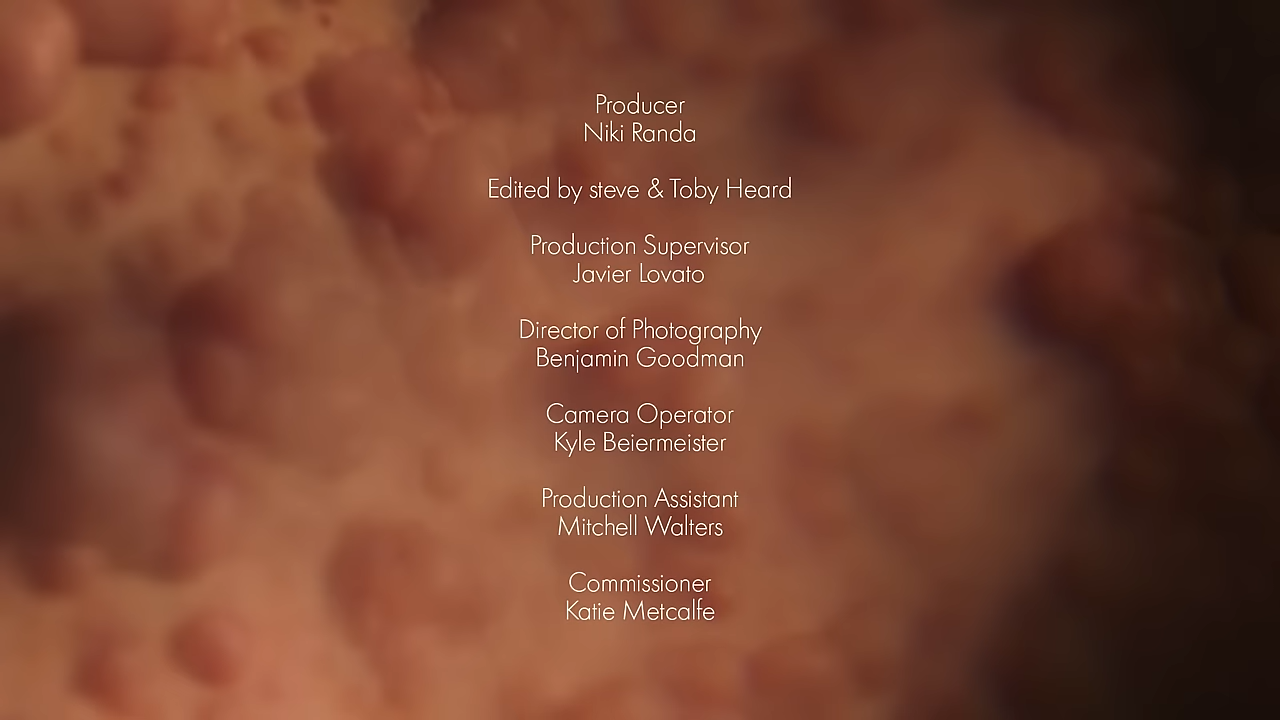 Producer
Niki Randa
Edited by steve & Toby Heard
Production Supervisor
Javier Lovato
Director of Photography
Benjamin Goodman
Camera Operator
Kyle Beiermeister
Production Assistant
Mitchell Walters
Commissioner
Katie Metcalfe